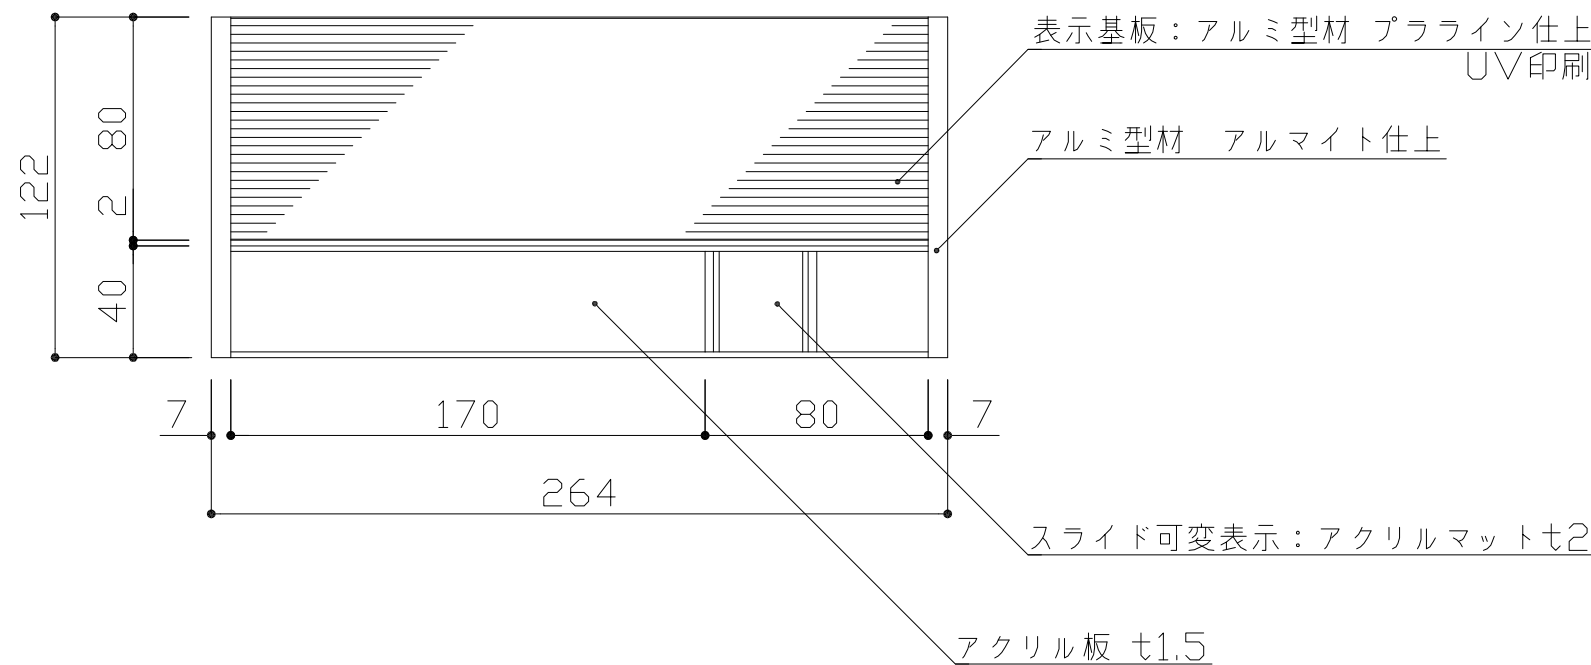 表示基板：アルミ型材 プラライン仕上
UV印刷
アルミ型材　アルマイト仕上
122
80
2
40
7
170
80
7
264
スライド可変表示：アクリルマットt2
アクリル板 t1.5